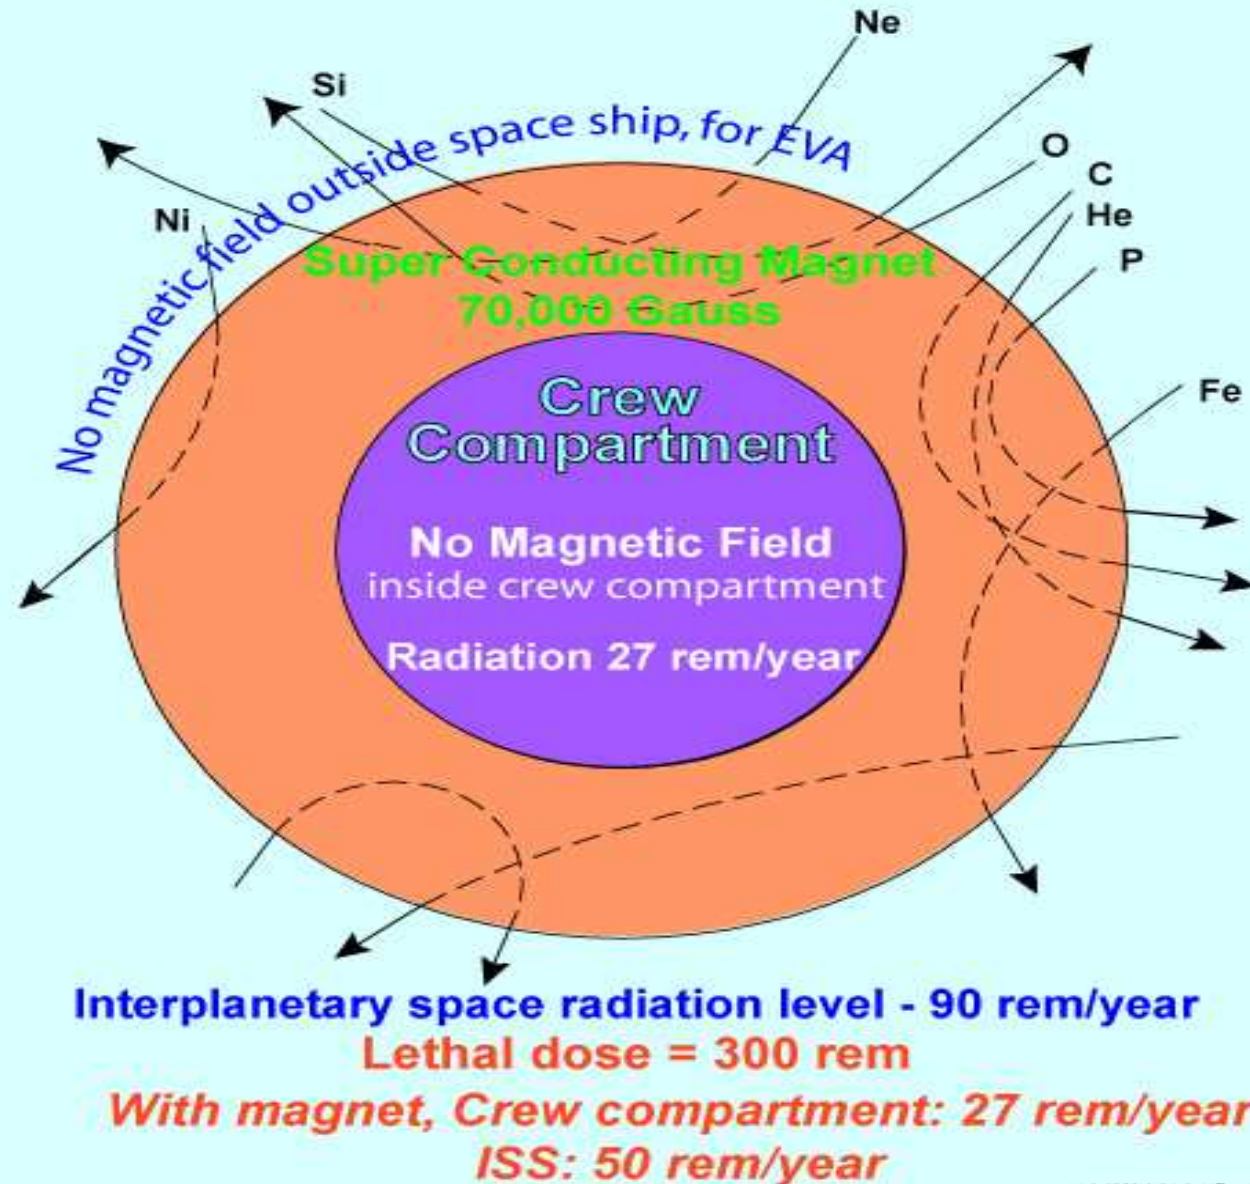 Ne
Si
No magnetic field outside space ship, for EVA
O
C
He
P
Ni
Fe
Super Conducting Magnet
70,000 Gauss
Crew
Compartment
No Magnetic Field
inside crew compartment
Radiation 27 rem/year
Interplanetary space radiation level - 90 rem/year
Lethal dose = 300 rem
With magnet, Crew compartment: 27 rem/year
ISS: 50 rem/year